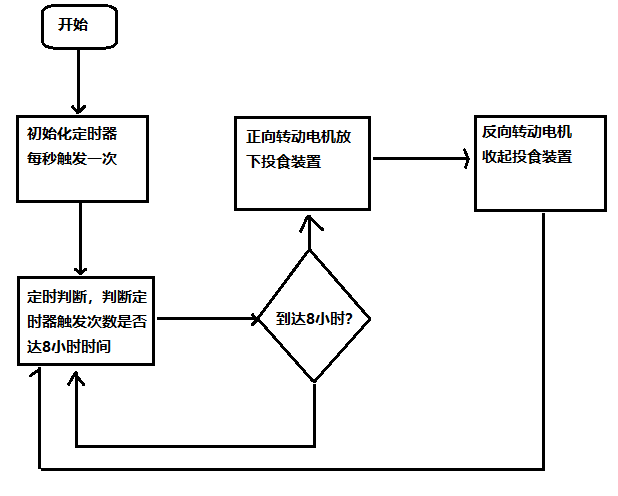 开始
初始化定时器
每秒触发一次
正向转动电机放
下投食装置
反向转动电机
收起投食装置
定时判断，判断定
时器触发次数是否
达8小时时间
到达8小时?